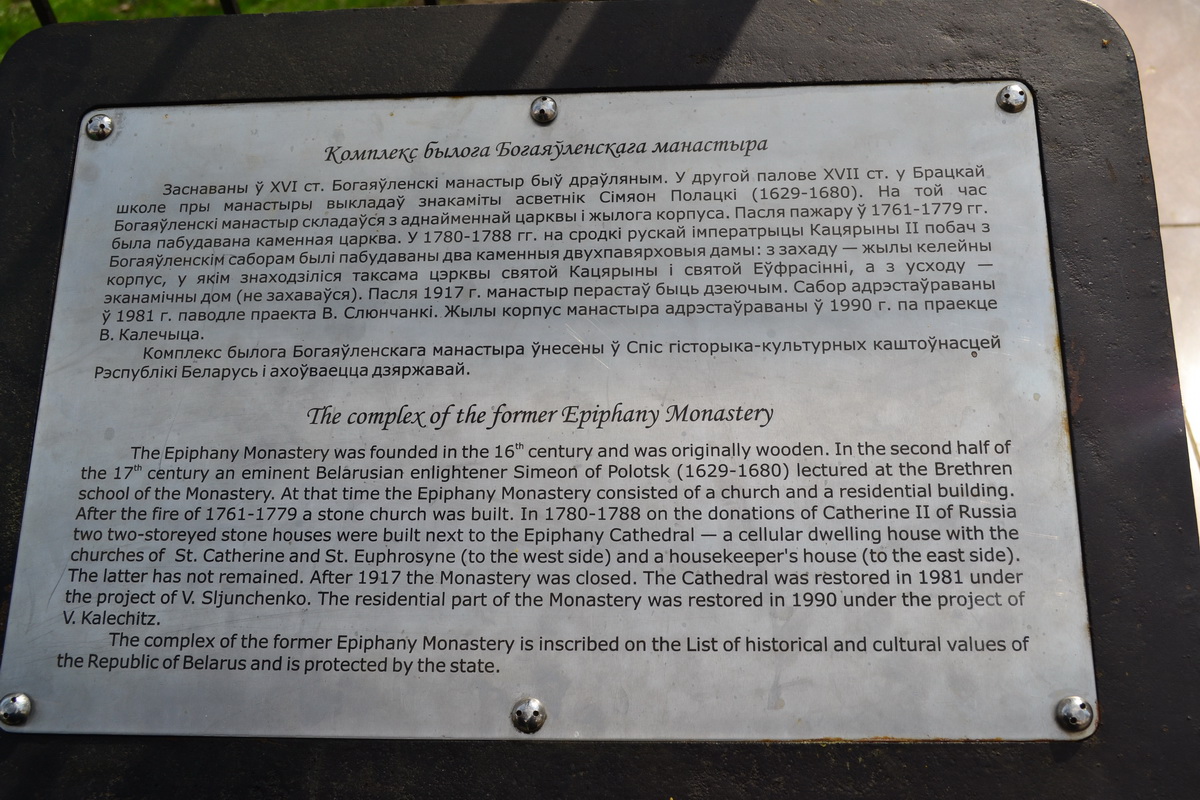 Комплекс былога Богаяўленскага манастыра
Заснаваны ў XVI ст. Богаяўленскі манастыр быў драўляным. У другой палове XVII ст. у Брацкай
школе пры манастыры выкладаў знакаміты асветнік Сімяон Полацкі (1629-1680). На той час
Богаяўленскі манастыр складаўся з аднайменнай царквы і жылога корпуса. Пасля пажару ў 1761-1779 гг.
была пабудавана каменная царква. У 1780-1788 гг. на сродкі рускай імператрыцы Кацярыны II побач з
Богаяўленскім саборам былі пабудаваны два каменныя двухпавярховыя дамы: з захаду — жылы келейны
корпус, у якім знаходзіліся таксама цэрквы святой Кацярыны і святой Еўфрасінні, а з усходу —
эканамічны дом (не захаваўся). Пасля 1917 г. манастыр перастаў быць дзеючым. Сабор адрэстаўраваны
ў 1981 г. паводле праекта В. Слюнчанкі. Жылы корпус манастыра адрэстаўраваны ў 1990 г. па праекце
В. Калечыца.
Комплекс былога Богаяўленскага манастыра ўнесены ў Спіс гісторыка-культурных каштоўнасцей
Рэспублікі Беларусь і ахоўваецца дзяржавай.
The complex of the former Epiphany Monastery
The Epiphany Monastery was founded in the 16th century and was originally wooden. In the second half of
the 17th century an eminent Belarusian enlightener Simeon of Polotsk (1629-1680) lectured at the Brethren
school of the Monastery. At that time the Epiphany Monastery consisted of a church and a residential building.
After the fire of 1761-1779 a stone church was built. In 1780-1788 on the donations of Catherine II of Russia
two two-storeyed stone houses were built next to the Epiphany Cathedral — a cellular dwelling house with the
churches of St. Catherine and St. Euphrosyne (to the west side) and a housekeeper's house (to the east side).
The latter has not remained. After 1917 the Monastery was closed. The Cathedral was restored in 1981 under
the project of V. Sljunchenko. The residential part of the Monastery was restored in 1990 under the project of
V. Kalechitz.
The complex of the former Epiphany Monastery is inscribed on the List of historical and cultural values of
the Republic of Belarus and is protected by the state.